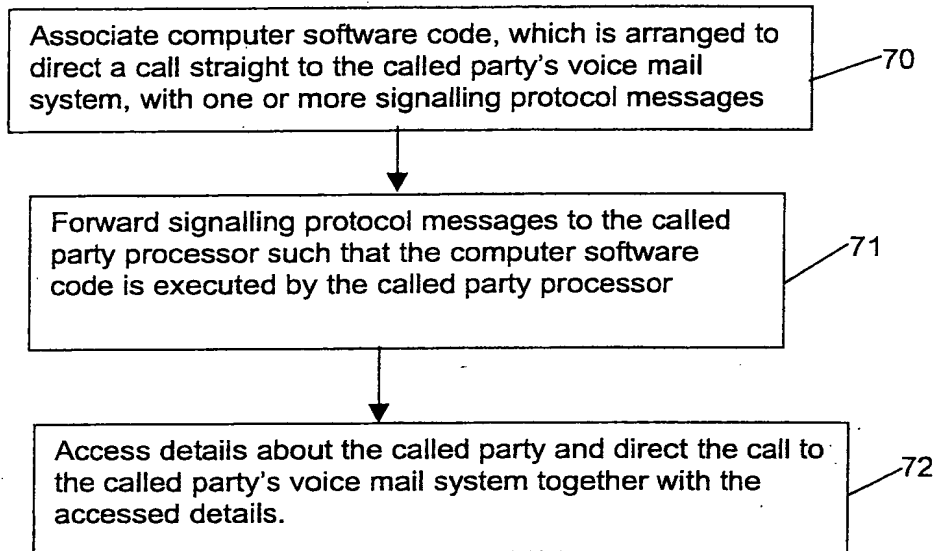 Associate computer software code, which is arranged to
direct a call straight to the called party's voice mail
system, with one or more signalling protocol messages
70
Forward signalling protocol messages to the called
party processor such that the computer software
code is executed by the called party processor
71
Access details about the called party and direct the call to
the called party's voice mail system together with the
accessed details.
72